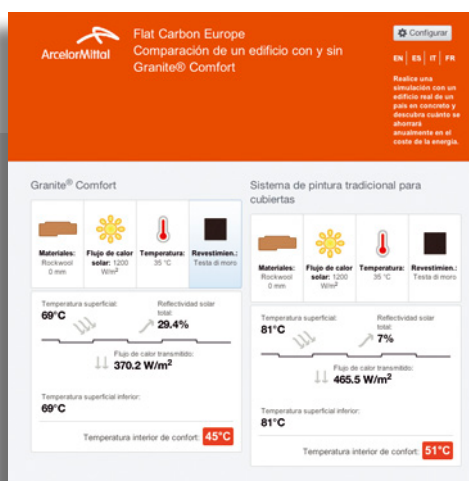 ArcelorMittal
Flat Carbon Europe
Comparación de un edificio con y sin
Granite® Comfort
Configurar
EN ES IT FR
Realice una
simulación con un
edificio real de un
país en concreto y
descubra cuánto se
ahorrará
anualmente en el
coste de la energía.
Granite® Comfort
Materiales:
Rockwool
0 mm
Flujo de calor
solar: 1200
W/m²
Temperatura:
35 °C
Revestimien.:
Testa di moro
Temperatura superficial:
69°C
Reflectividad solar
total:
29.4%
Flujo de calor transmitido:
370.2 W/m²
Temperatura superficial inferior:
69°C
Temperatura interior de confort: 45°C
Sistema de pintura tradicional para
cubiertas
Materiales:
Rockwool
0 mm
Flujo de calor
solar: 1200
W/m²
Temperatura:
35 °C
Revestimien.:
Testa di moro
Temperatura superficial:
81°C
Reflectividad solar
total:
7%
Flujo de calor transmitido:
465.5 W/m²
Temperatura superficial inferior:
81°C
Temperatura interior de confort: 51°C